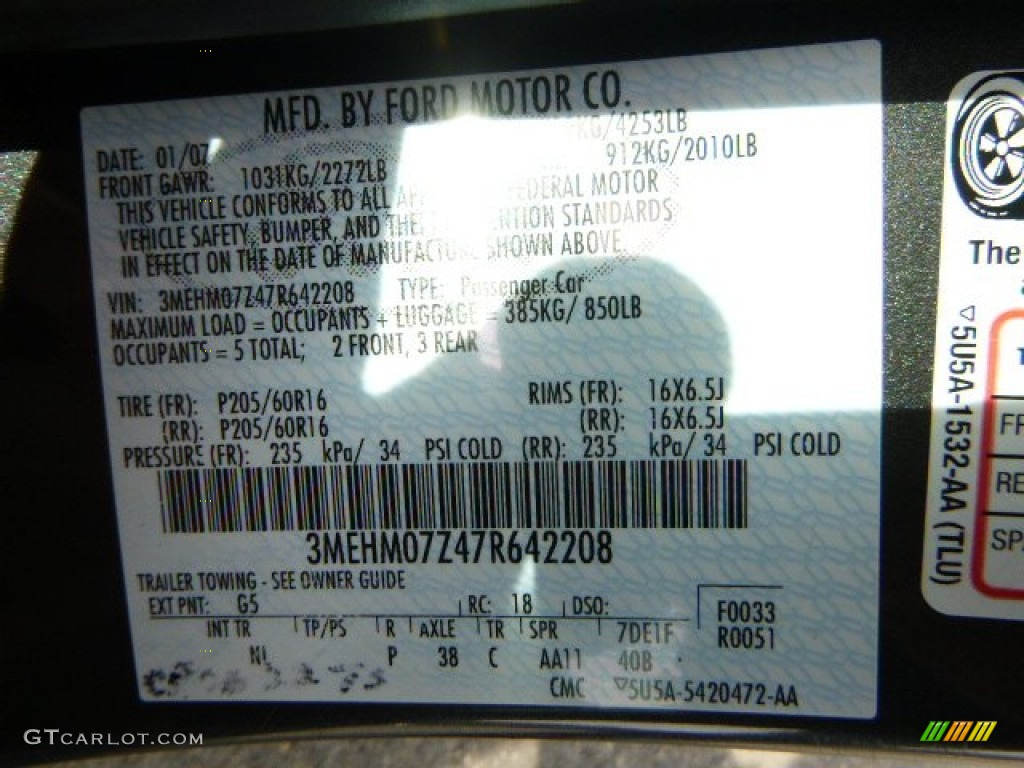 MFD. BY FORD MOTOR CO.
DATE: 01/07 KG/4253LB
FRONT GAWR: 1031KG/2272LB 912KG/2010LB
THIS VEHICLE CONFORMS TO ALL FEDERAL MOTOR
VEHICLE SAFETY, BUMPER, AND STANDARDS
IN EFFECT ON THE DATE OF MANUFACTURE SHOWN ABOVE.
VIN: 3MEHM07Z47R642208 TYPE: Passenger Car
MAXIMUM LOAD = OCCUPANTS + LUGGAGE = 385KG/ 850LB
OCCUPANTS = 5 TOTAL; 2 FRONT, 3 REAR
TIRE (FR): P205/60R16 RIMS (FR): 16X6.5J
(RR): P205/60R16 (RR): 16X6.5J
PRESSURE (FR): 235 kPa/ 34 PSI COLD (RR): 235 kPa/ 34 PSI COLD
3MEHM07Z47R642208
TRAILER TOWING - SEE OWNER GUIDE
EXT PNT: G5 RC: 18 DSO: F0033
INT TR TP/PS R AXLE TR SPR 7DE1F R0051
P 38 C AA11 40B
CMC ▽5U5A-5420472-AA
The
▽5U5A-1532-AA (TLU)
FR
RE
SP
GTCARLOT.COM